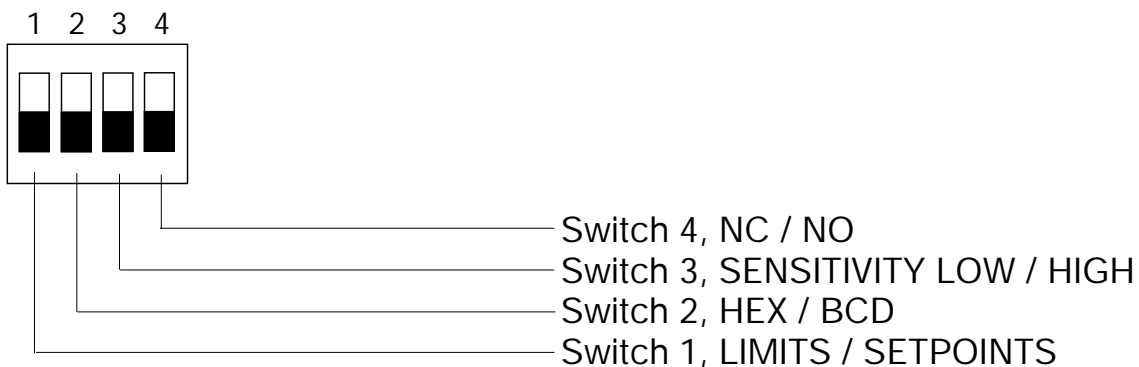 1 2 3 4
Switch 4, NC / NO
Switch 3, SENSITIVITY LOW / HIGH
Switch 2, HEX / BCD
Switch 1, LIMITS / SETPOINTS